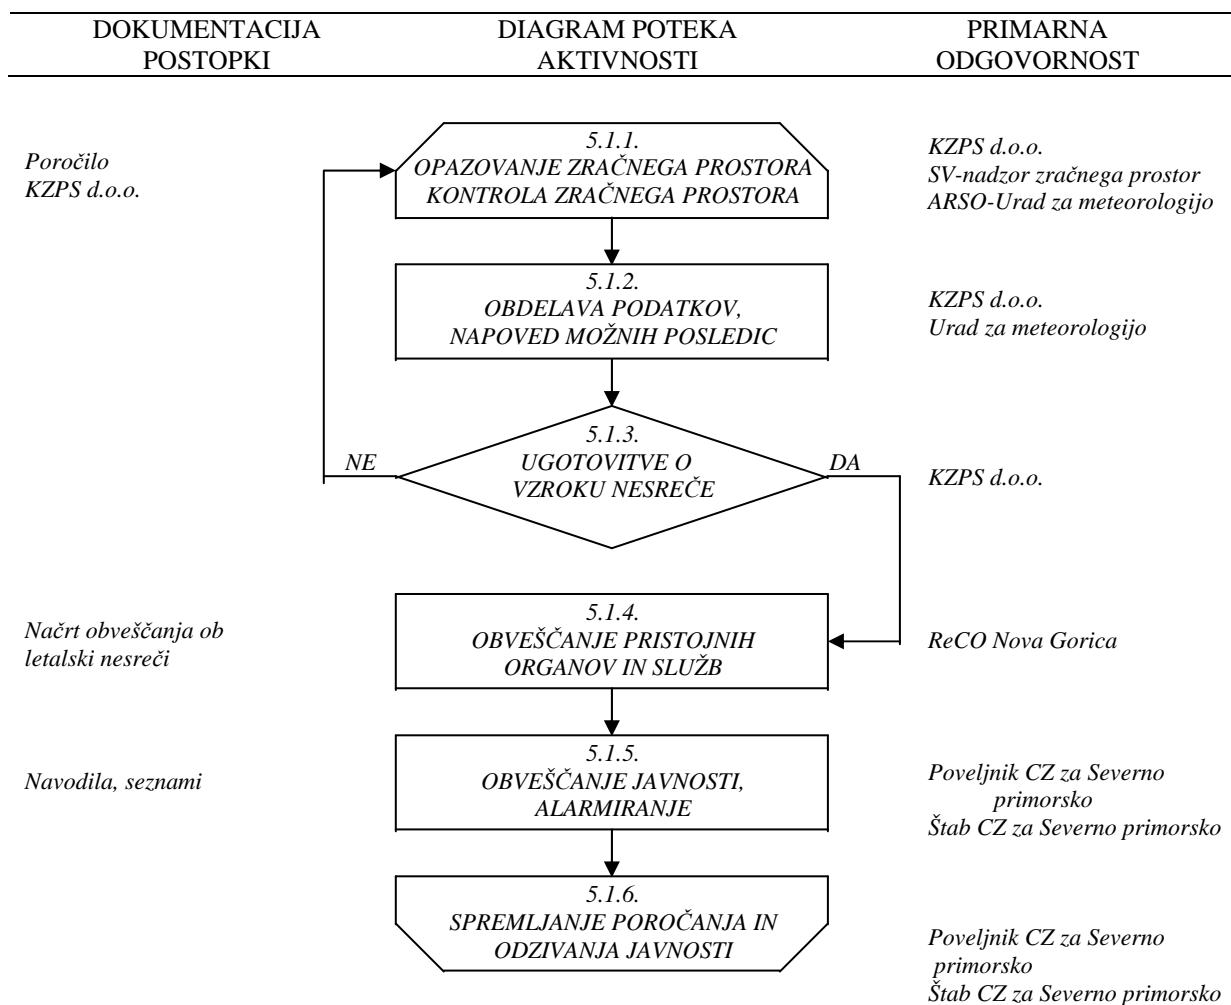 DOKUMENTACIJA
POSTOPKI
DIAGRAM POTEKA
AKTIVNOSTI
PRIMARNA
ODGOVORNOST
Poročilo
KZPS d.o.o.
5.1.1.
OPAZOVANJE ZRAČNEGA PROSTORA
KONTROLA ZRAČNEGA PROSTORA
KZPS d.o.o.
SV-nadzor zračnega prostor
ARSO-Urad za meteorologijo
5.1.2.
OBDELAVA PODATKOV,
NAPOVED MOŽNIH POSLEDIC
KZPS d.o.o.
Urad za meteorologijo
5.1.3.
UGOTOVITVE O
VZROKU NESREČE
NE
DA
KZPS d.o.o.
Načrt obveščanja ob
letalski nesreči
5.1.4.
OBVEŠČANJE PRISTOJNIH
ORGANOV IN SLUŽB
ReCO Nova Gorica
Navodila, seznami
5.1.5.
OBVEŠČANJE JAVNOSTI,
ALARMIRANJE
Poveljnik CZ za Severno
primorsko
Štab CZ za Severno primorsko
5.1.6.
SPREMLJANJE POROČANJA IN
ODZIVANJA JAVNOSTI
Poveljnik CZ za Severno
primorsko
Štab CZ za Severno primorsko